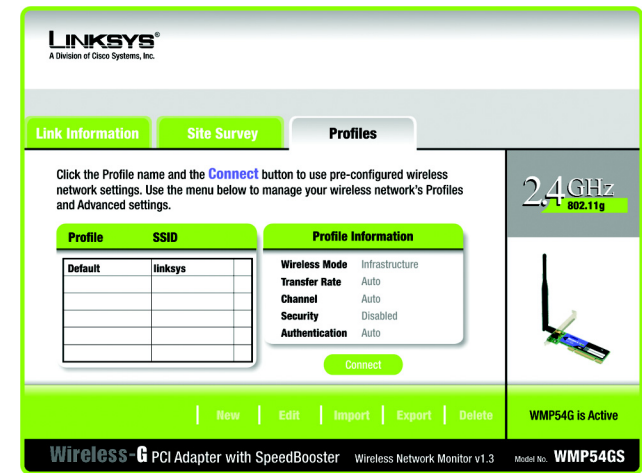 LINKSYS®
A Division of Cisco Systems, Inc.
Link Information
Site Survey
Profiles
Click the Profile name and the Connect button to use pre-configured wireless
network settings. Use the menu below to manage your wireless network's Profiles
and Advanced settings.
2.4GHz
802.11g
Profile SSID
Default linksys
Profile Information
Wireless Mode Infrastructure
Transfer Rate Auto
Channel Auto
Security Disabled
Authentication Auto
Connect
New Edit Import Export Delete
WMP54G is Active
Wireless-G PCI Adapter with SpeedBooster Wireless Network Monitor v1.3 Model No. WMP54GS